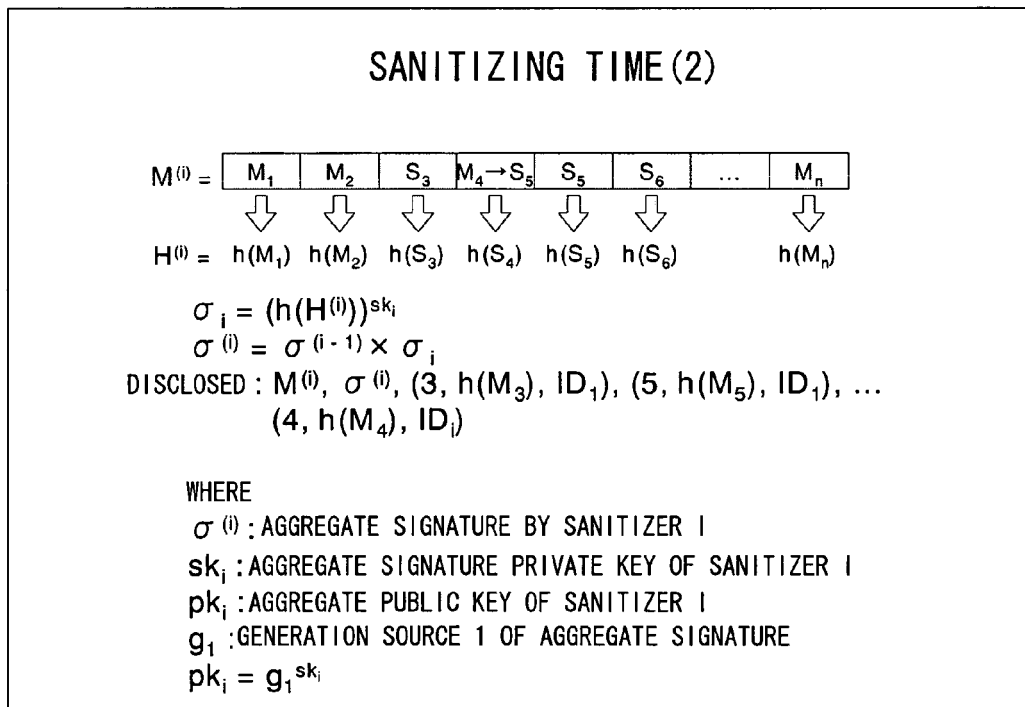 SANITIZING TIME(2)
M⁽ⁱ⁾ = M₁ M₂ S₃ M₄→S₅ S₅ S₆ ... Mₙ
H⁽ⁱ⁾ = h(M₁) h(M₂) h(S₃) h(S₄) h(S₅) h(S₆) h(Mₙ)
σᵢ = (h(H⁽ⁱ⁾))^skᵢ
σ⁽ⁱ⁾ = σ⁽ⁱ⁻¹⁾ × σᵢ
DISCLOSED : M⁽ⁱ⁾, σ⁽ⁱ⁾, (3, h(M₃), ID₁), (5, h(M₅), ID₁), ...
(4, h(M₄), IDᵢ)
WHERE
σ⁽ⁱ⁾ : AGGREGATE SIGNATURE BY SANITIZER I
skᵢ : AGGREGATE SIGNATURE PRIVATE KEY OF SANITIZER I
pkᵢ : AGGREGATE PUBLIC KEY OF SANITIZER I
g₁ : GENERATION SOURCE 1 OF AGGREGATE SIGNATURE
pkᵢ = g₁^skᵢ